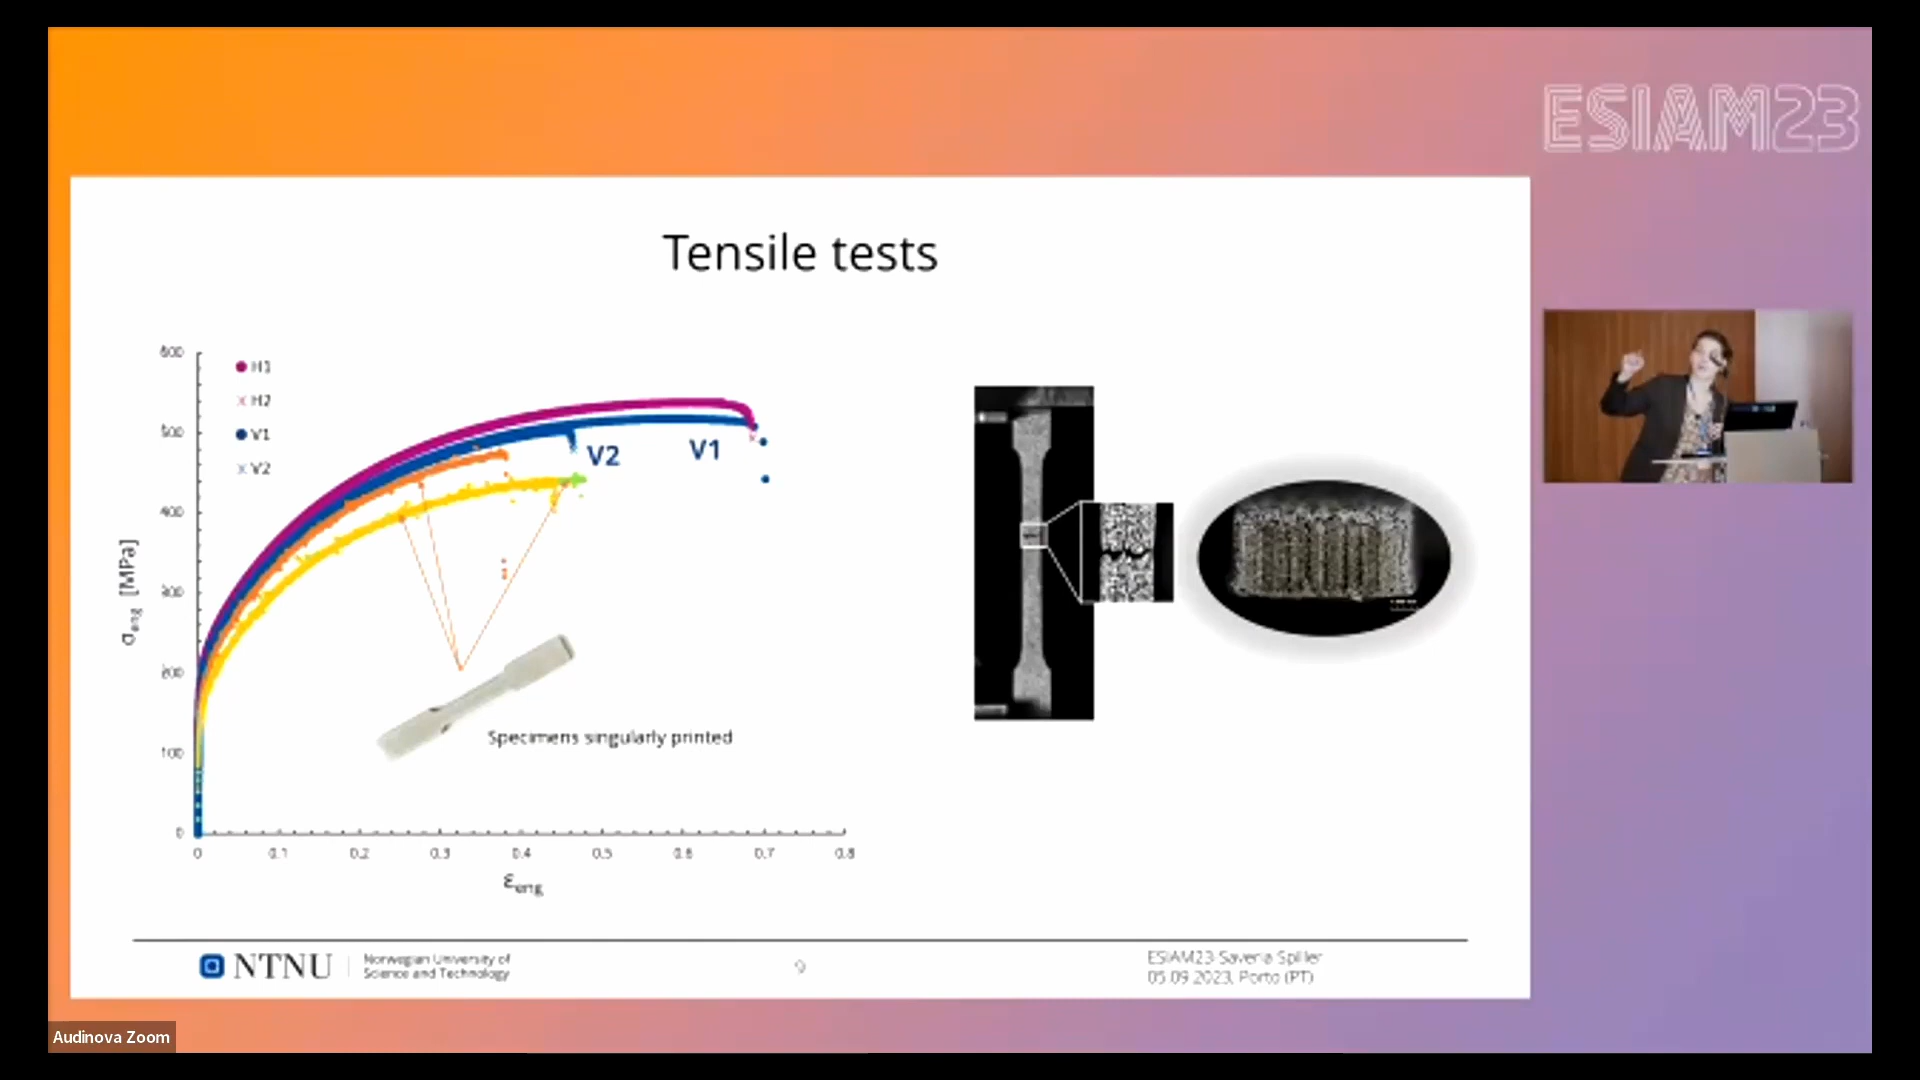 ESIAM23
Tensile tests
600
500
400
300
200
100
0
σeng [MPa]
H1
H2
V1
V2
V2
V1
Specimens singularly printed
0 0.1 0.2 0.3 0.4 0.5 0.6 0.7 0.8
εeng
NTNU
Norwegian University of
Science and Technology
9
ESIAM23 Saveria Spiller
05.09.2023, Porto (PT)
Audinova Zoom